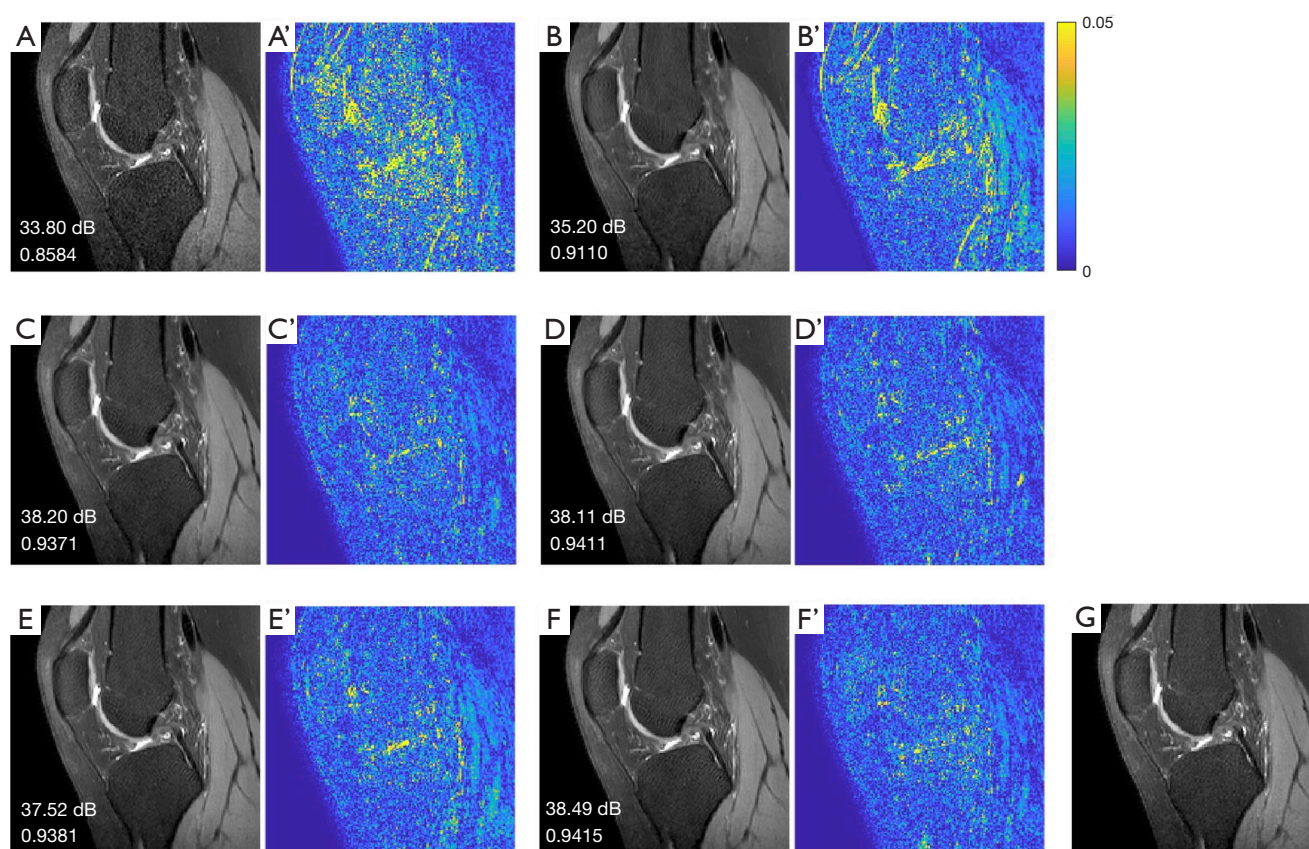 A
A'
B
B'
0.05
33.80 dB
0.8584
35.20 dB
0.9110
0
C
C'
D
D'
38.20 dB
0.9371
38.11 dB
0.9411
E
E'
F
F'
G
37.52 dB
0.9381
38.49 dB
0.9415